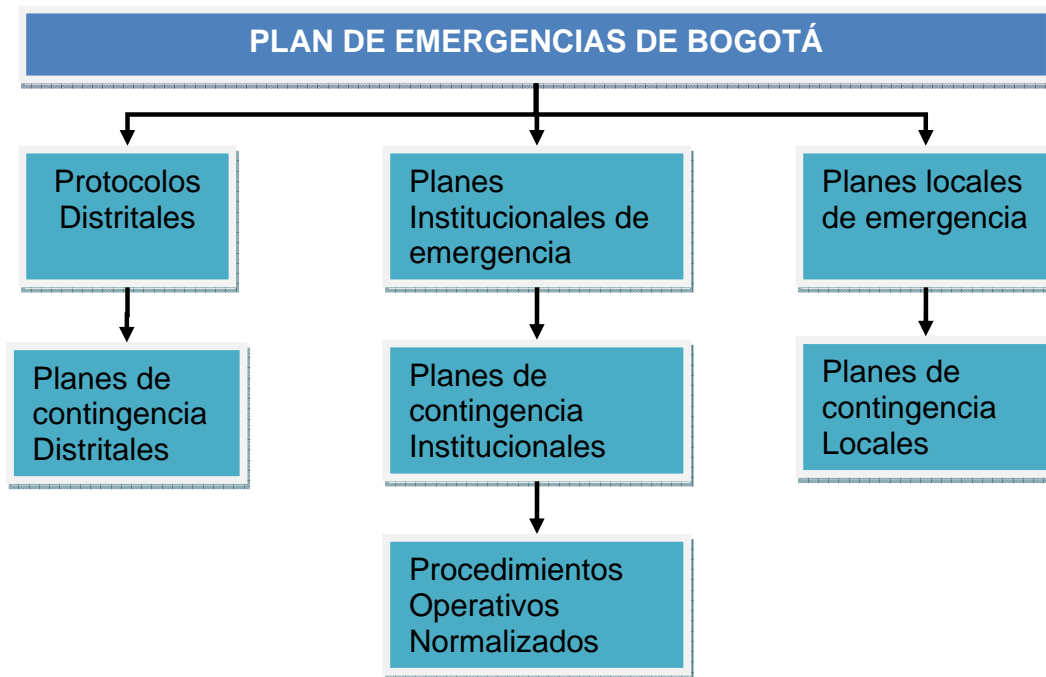 PLAN DE EMERGENCIAS DE BOGOTÁ
Protocolos
Distritales
Planes
Institucionales de
emergencia
Planes locales
de emergencia
Planes de
contingencia
Distritales
Planes de
contingencia
Institucionales
Planes de
contingencia
Locales
Procedimientos
Operativos
Normalizados